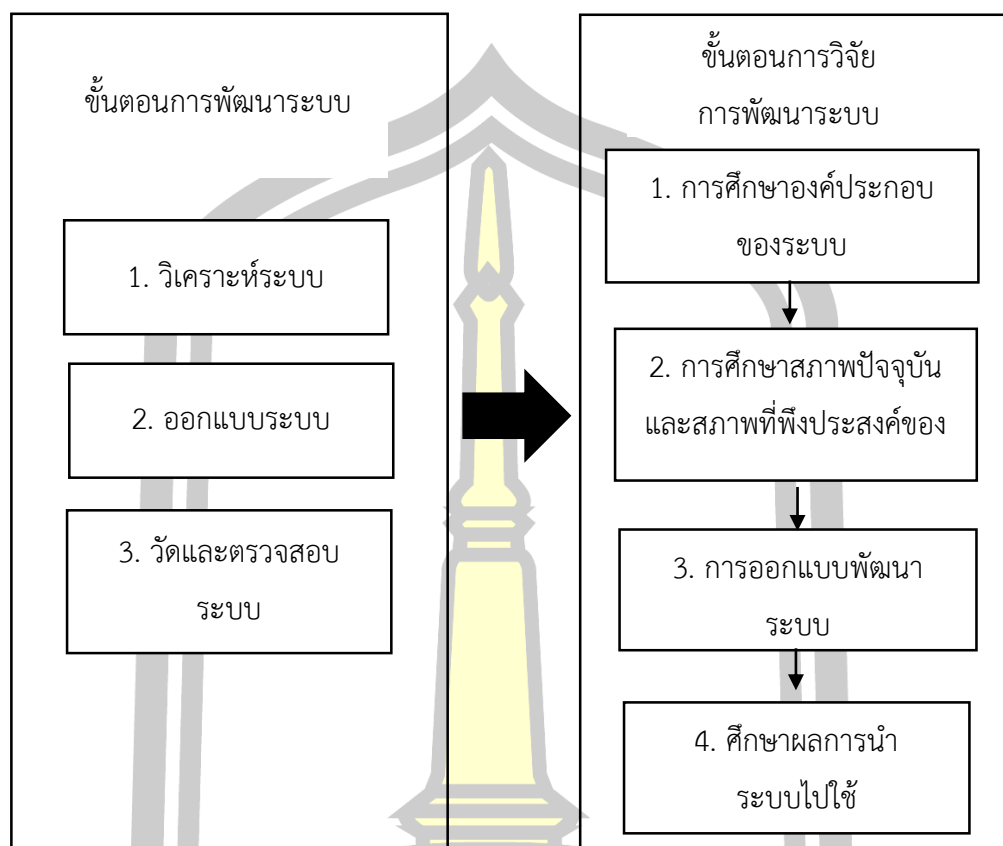 ขั้นตอนการพัฒนาระบบ
1. วิเคราะห์ระบบ
2. ออกแบบระบบ
3. วัดและตรวจสอบ
ระบบ
ขั้นตอนการวิจัย
การพัฒนาระบบ
1. การศึกษาองค์ประกอบ
ของระบบ
2. การศึกษาสภาพปัจจุบัน
และสภาพที่พึงประสงค์ของ
3. การออกแบบพัฒนา
ระบบ
4. ศึกษาผลการนำ
ระบบไปใช้